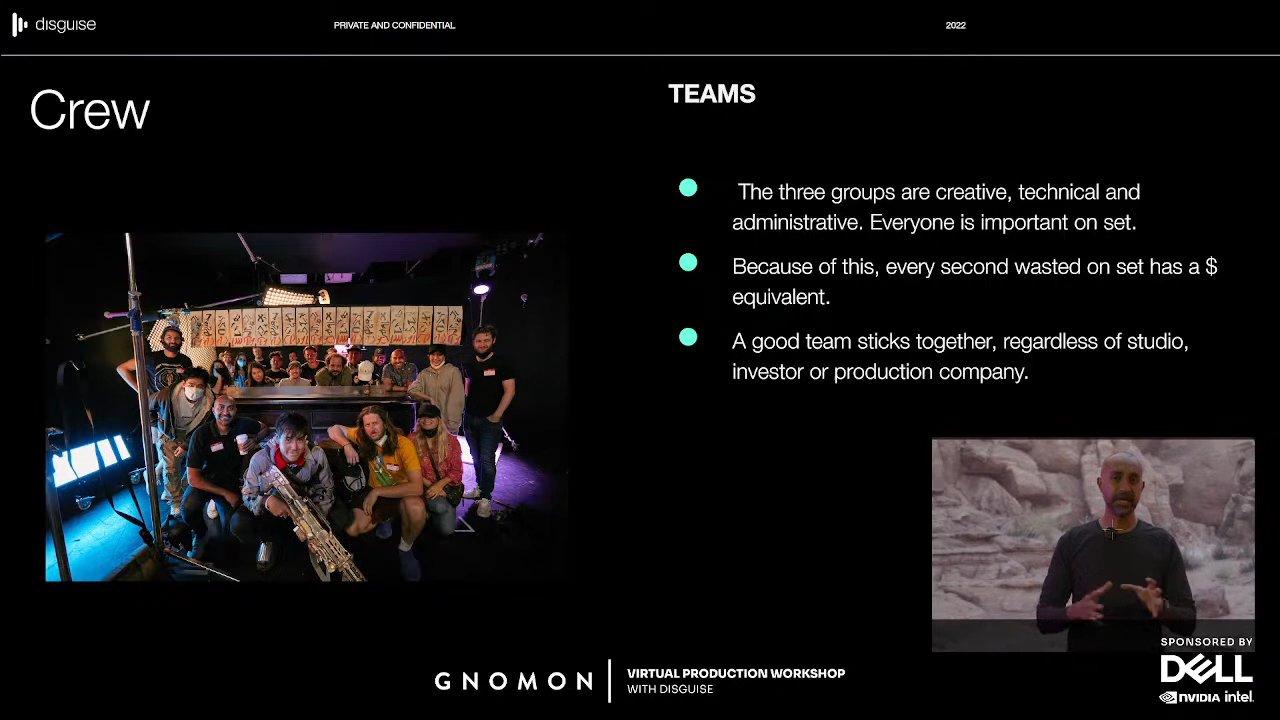 disguise
PRIVATE AND CONFIDENTIAL
2022
Crew
TEAMS
The three groups are creative, technical and
administrative. Everyone is important on set.
Because of this, every second wasted on set has a $
equivalent.
A good team sticks together, regardless of studio,
investor or production company.
GNOMON
VIRTUAL PRODUCTION WORKSHOP
WITH DISGUISE
SPONSORED BY
DELL
NVIDIA intel.